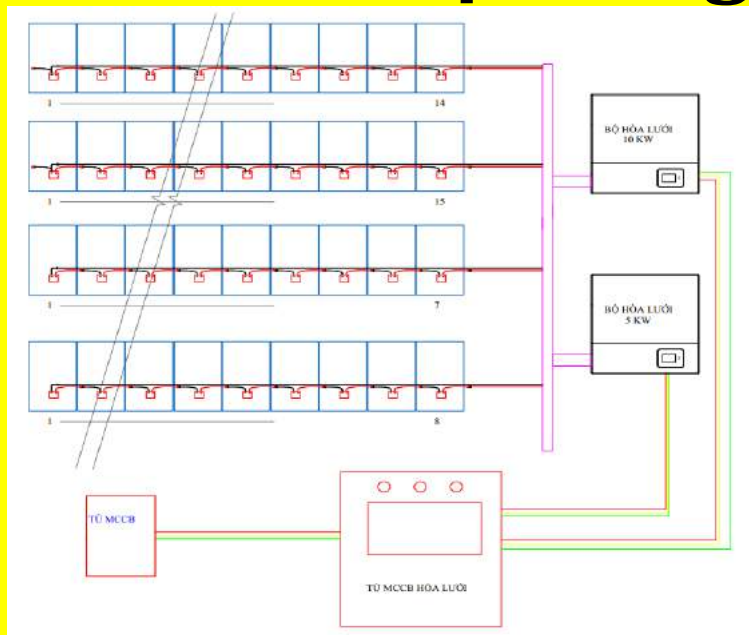 1 14
BỘ HÒA LƯỚI
10 KW
1 15
1 7
BỘ HÒA LƯỚI
5 KW
1 8
TỦ MCCB
TỦ MCCB HÒA LƯỚI